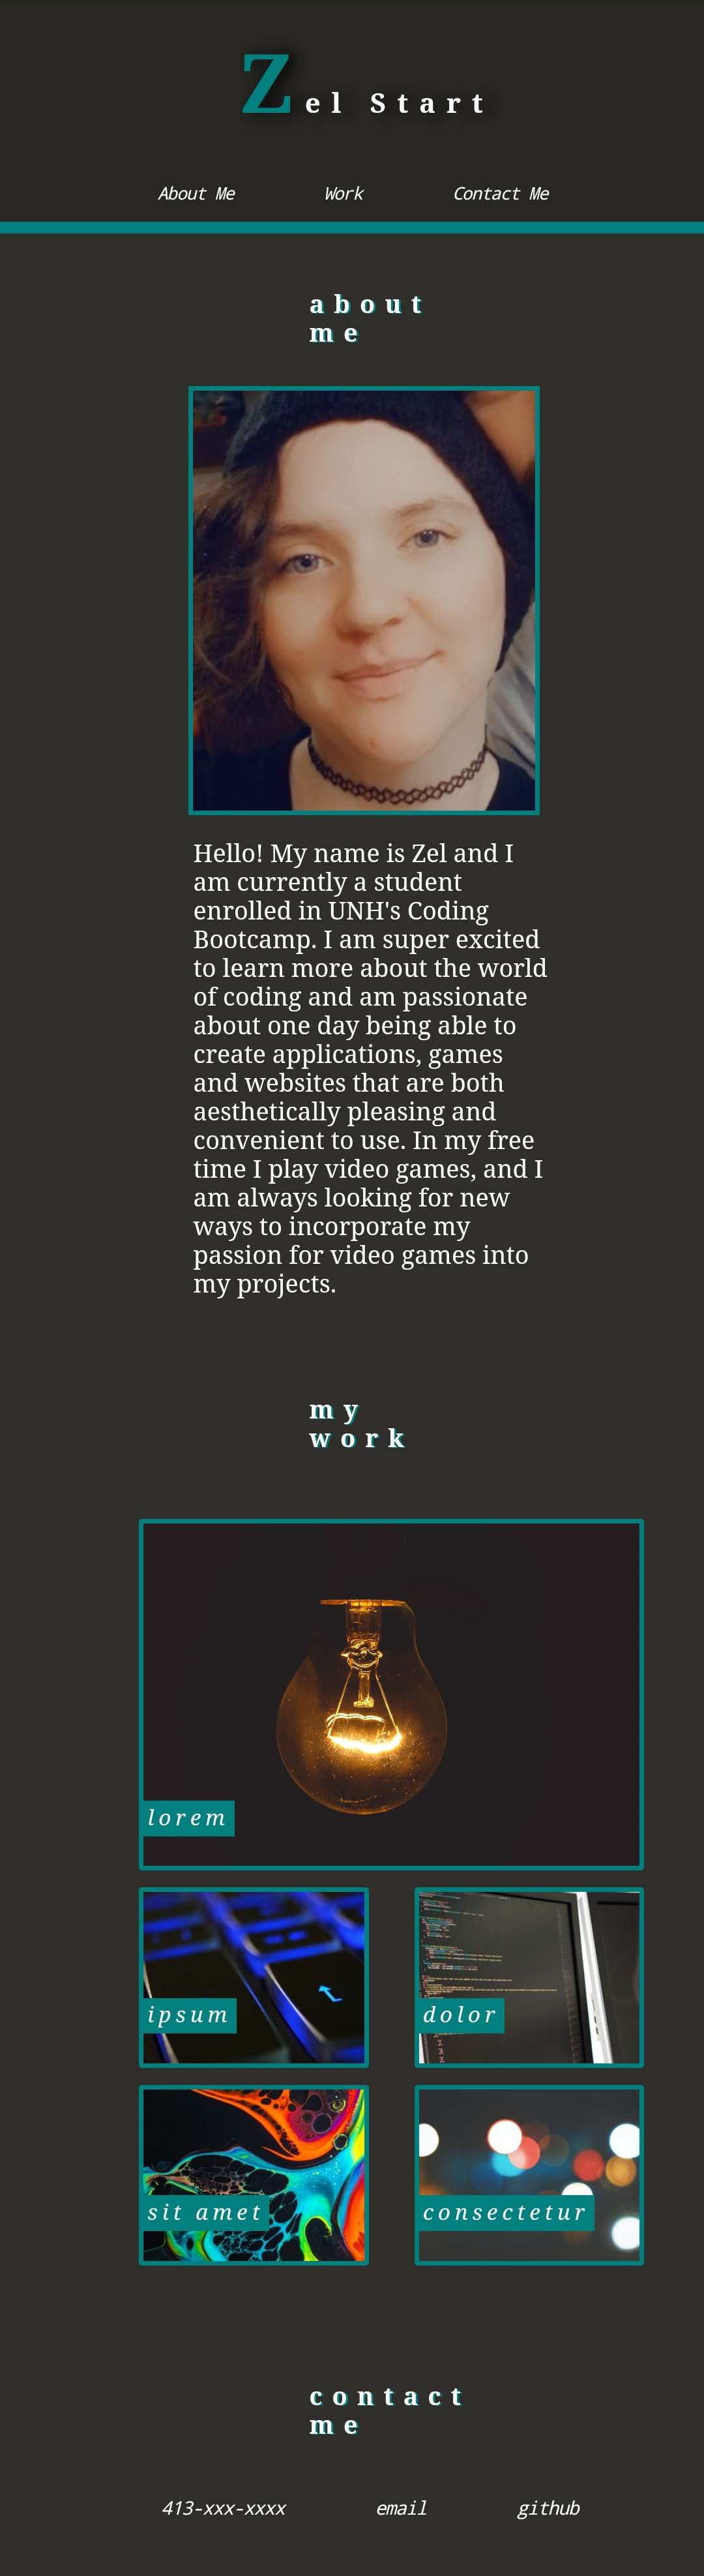 Zel Start
About Me Work Contact Me
about
me
Hello! My name is Zel and I
am currently a student
enrolled in UNH's Coding
Bootcamp. I am super excited
to learn more about the world
of coding and am passionate
about one day being able to
create applications, games
and websites that are both
aesthetically pleasing and
convenient to use. In my free
time I play video games, and I
am always looking for new
ways to incorporate my
passion for video games into
my projects.
my
work
lorem
ipsum
dolor
sit amet
consectetur
contact
me
413-xxx-xxxx email github